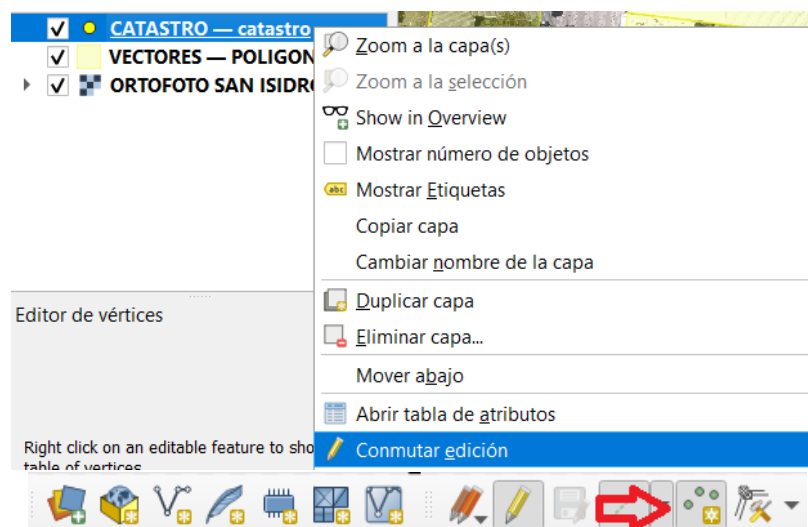 CATASTRO — catastro
VECTORES — POLIGON
ORTOFOTO SAN ISIDR
Zoom a la capa(s)
Zoom a la selección
Show in Overview
Mostrar número de objetos
abc Mostrar Etiquetas
Copiar capa
Cambiar nombre de la capa
Duplicar capa
Eliminar capa...
Mover abajo
Abrir tabla de atributos
Conmutar edición
Editor de vértices
Right click on an editable feature to sho
table of vertices